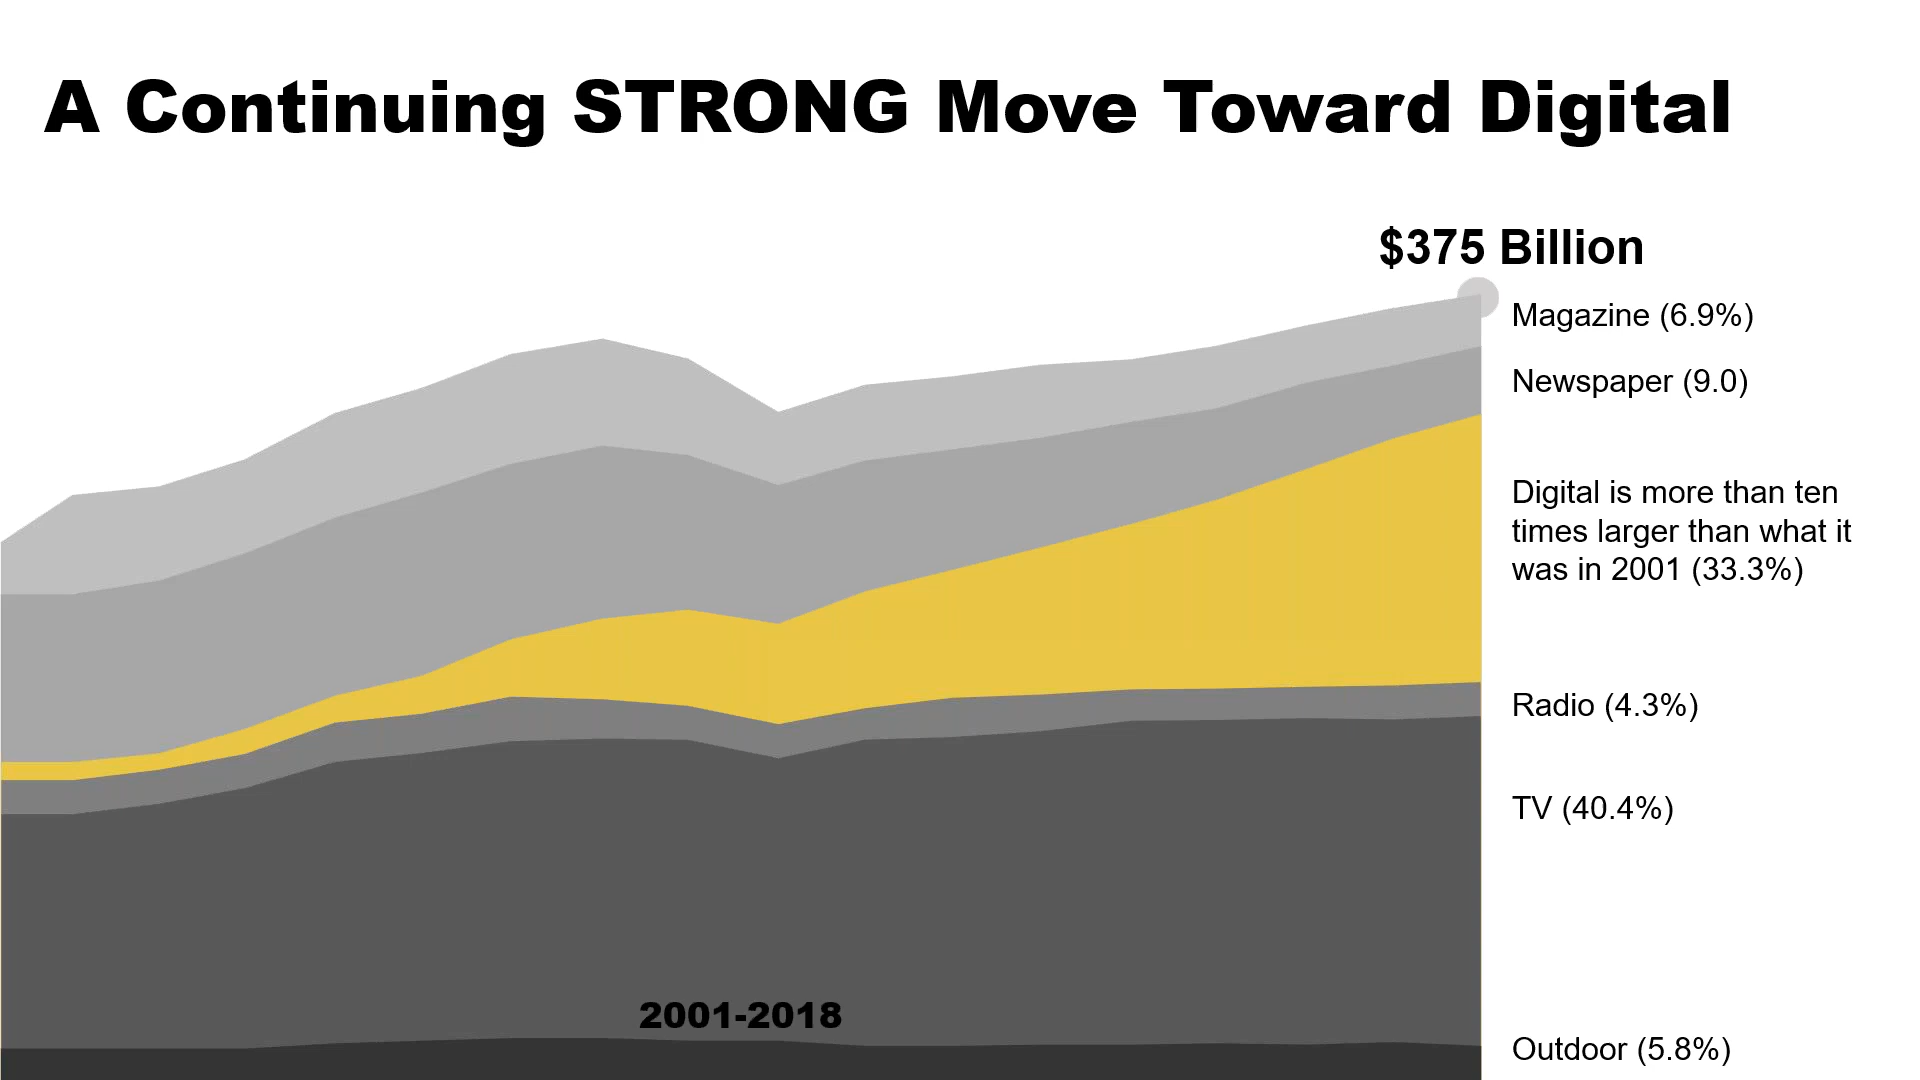 A Continuing STRONG Move Toward Digital
$375 Billion
Magazine (6.9%)
Newspaper (9.0)
Digital is more than ten
times larger than what it
was in 2001 (33.3%)
Radio (4.3%)
TV (40.4%)
2001-2018
Outdoor (5.8%)